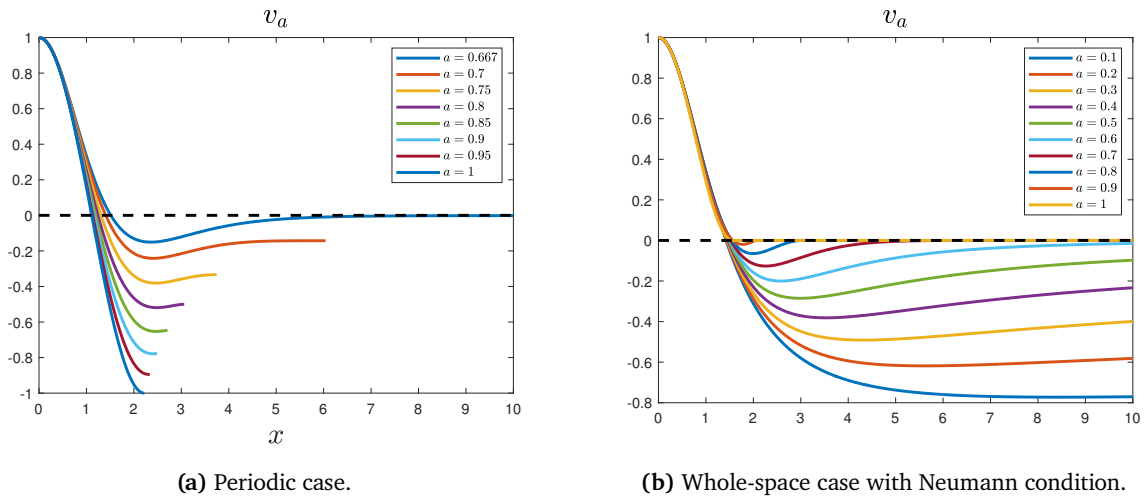 v_a
1
0.8
0.6
0.4
0.2
0
-0.2
-0.4
-0.6
-0.8
-1
0 1 2 3 4 5 6 7 8 9 10
x
a = 0.667
a = 0.7
a = 0.75
a = 0.8
a = 0.85
a = 0.9
a = 0.95
a = 1
(a) Periodic case.
v_a
1
0.8
0.6
0.4
0.2
0
-0.2
-0.4
-0.6
-0.8
0 1 2 3 4 5 6 7 8 9 10
a = 0.1
a = 0.2
a = 0.3
a = 0.4
a = 0.5
a = 0.6
a = 0.7
a = 0.8
a = 0.9
a = 1
(b) Whole-space case with Neumann condition.